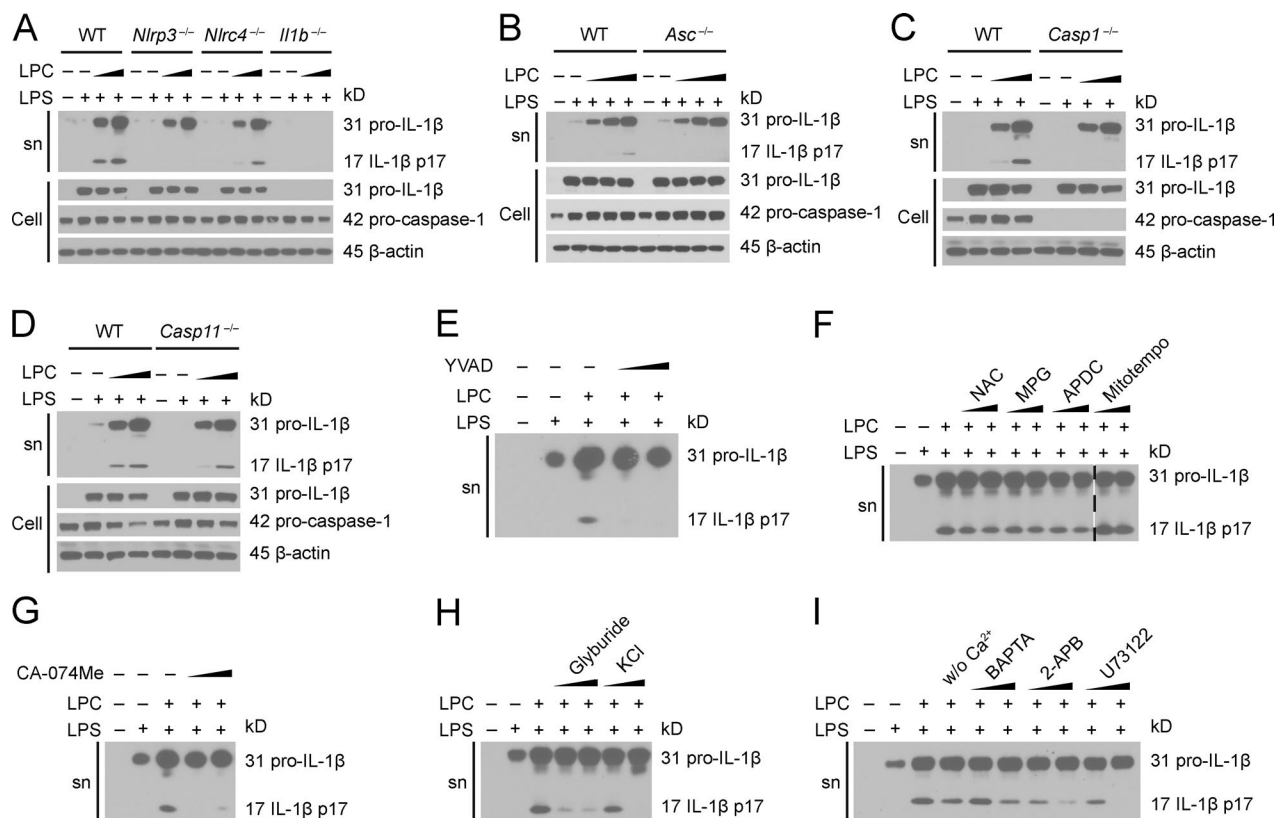 A
WT Nlrp3–/– Nlrc4–/– Il1b–/–
LPC – – – – – – – –
LPS – + + + – + + + – + + + – + + + kD
sn
31 pro-IL-1β
17 IL-1β p17
Cell
31 pro-IL-1β
42 pro-caspase-1
45 β-actin
B
WT Asc–/–
LPC – – – –
LPS – + + + + – + + + + kD
sn
31 pro-IL-1β
17 IL-1β p17
Cell
31 pro-IL-1β
42 pro-caspase-1
45 β-actin
C
WT Casp1–/–
LPC – – – –
LPS – + + + – + + + kD
sn
31 pro-IL-1β
17 IL-1β p17
Cell
31 pro-IL-1β
42 pro-caspase-1
45 β-actin
D
WT Casp11–/–
LPC – – – –
LPS – + + + – + + + kD
sn
31 pro-IL-1β
17 IL-1β p17
Cell
31 pro-IL-1β
42 pro-caspase-1
45 β-actin
E
YVAD – – –
LPC – – + + +
LPS – + + + + kD
sn
31 pro-IL-1β
17 IL-1β p17
F
NAC MPG APDC Mitotempo
LPC – – + + + + + + + + +
LPS – + + + + + + + + + + kD
sn
31 pro-IL-1β
17 IL-1β p17
G
CA-074Me – – –
LPC – – + + +
LPS – + + + + kD
sn
31 pro-IL-1β
17 IL-1β p17
H
Glyburide KCl
LPC – – + + + + +
LPS – + + + + + + kD
sn
31 pro-IL-1β
17 IL-1β p17
I
w/o Ca2+ BAPTA 2-APB U73122
LPC – – + + + + + + + +
LPS – + + + + + + + + + kD
sn
31 pro-IL-1β
17 IL-1β p17